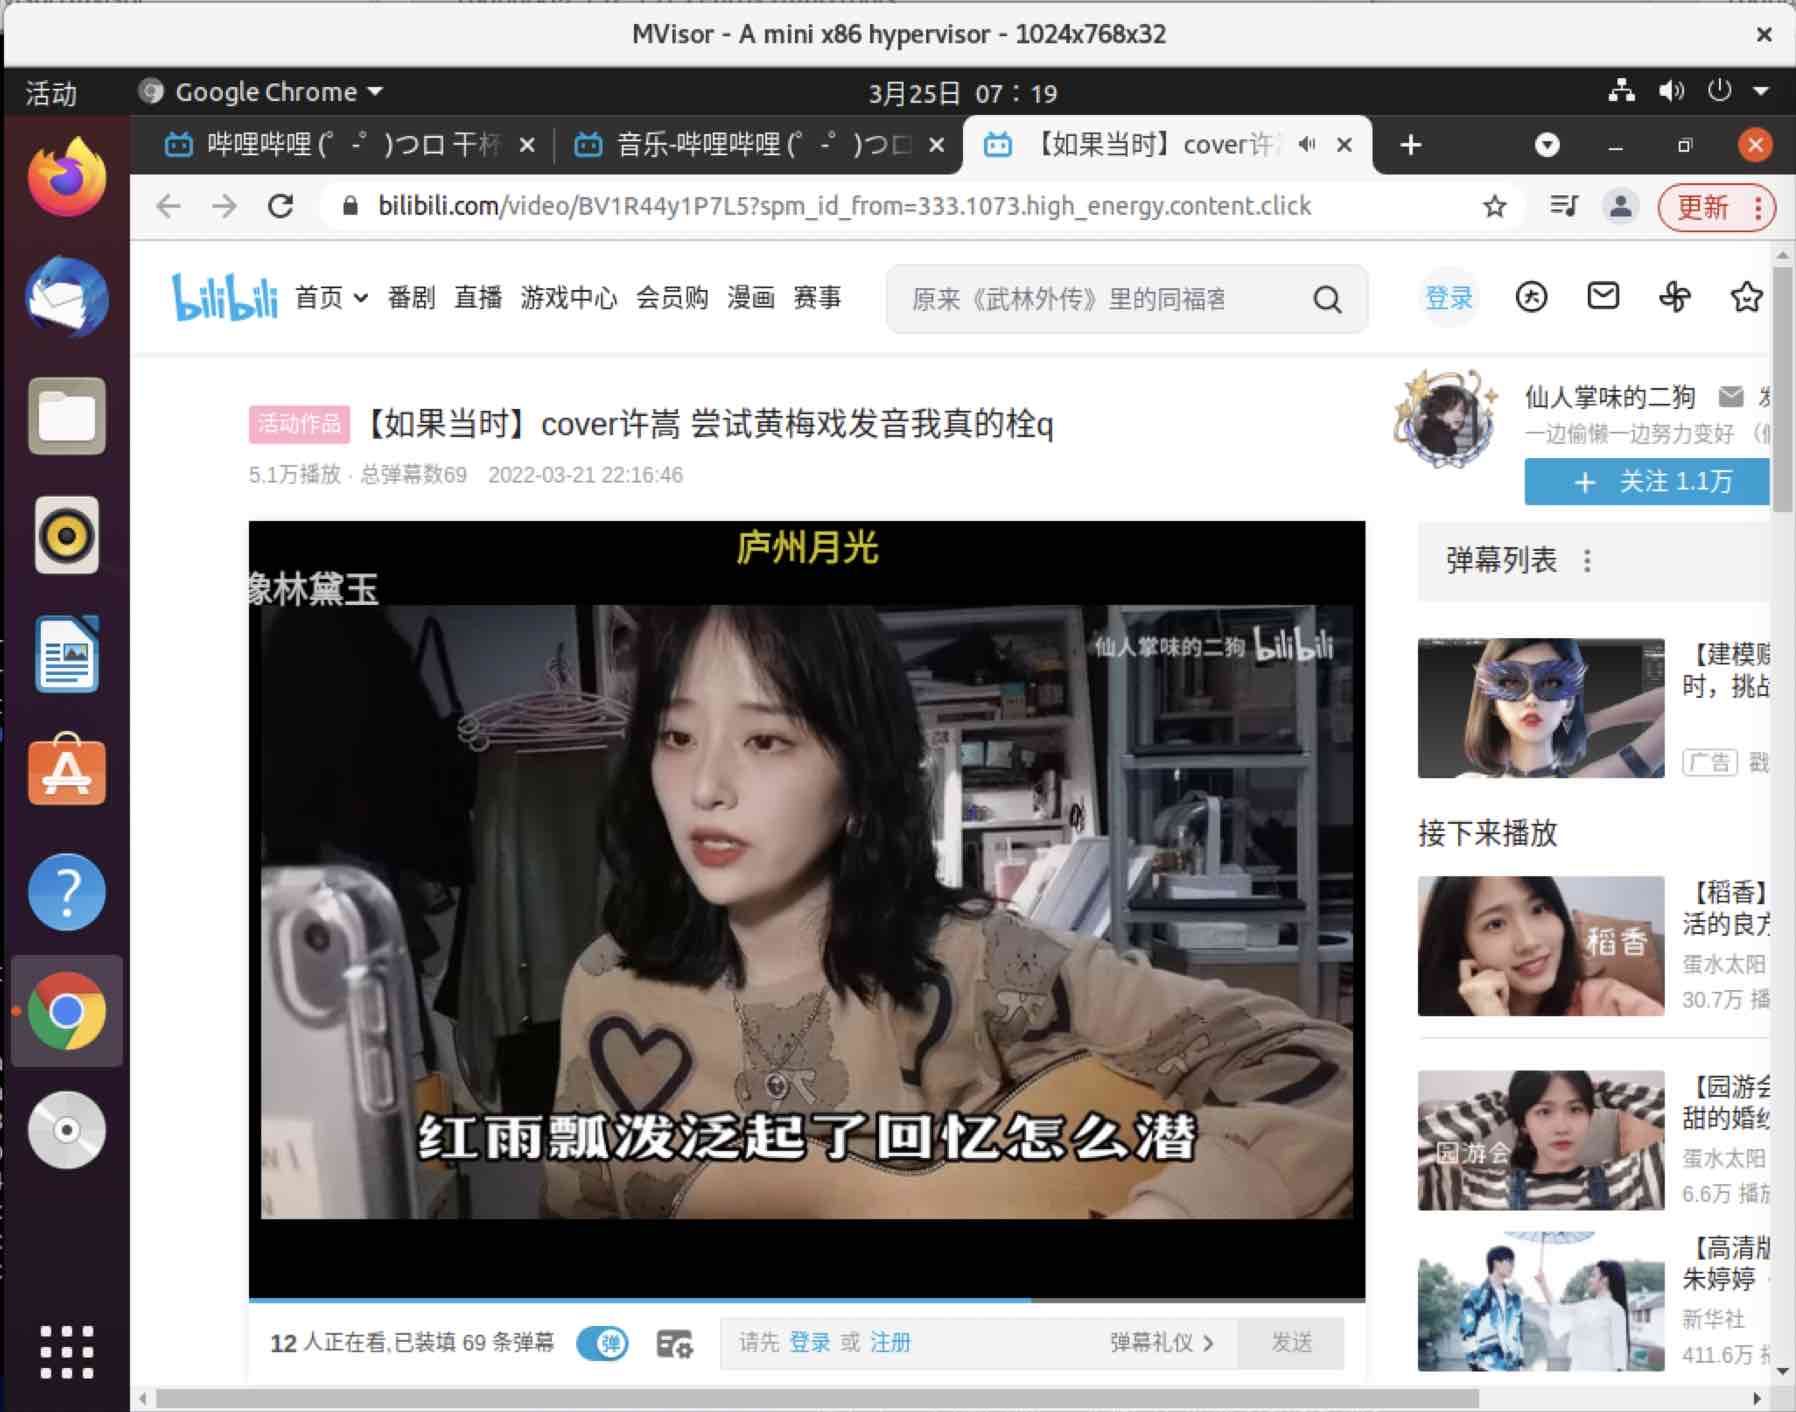 MVisor - A mini x86 hypervisor - 1024x768x32
活动
Google Chrome
3月25日 07：19
哔哩哔哩 (゜-゜)つロ 干杯
音乐-哔哩哔哩 (゜-゜)つロ
【如果当时】cover许
bilibili.com/video/BV1R44y1P7L5?spm_id_from=333.1073.high_energy.content.click
更新
bilibili 首页 番剧 直播 游戏中心 会员购 漫画 赛事
原来《武林外传》里的同福客
登录
活动作品 【如果当时】cover许嵩 尝试黄梅戏发音我真的栓q
5.1万播放 · 总弹幕数69 2022-03-21 22:16:46
仙人掌味的二狗
一边偷懒一边努力变好
+ 关注 1.1万
庐州月光
像林黛玉
仙人掌味的二狗 bilibili
红雨瓢泼泛起了回忆怎么潜
弹幕列表
【建模
时，挑战
广告
接下来播放
稻香
【稻香】
活的良方
蛋水太阳
30.7万 播
园游会
【园游会
甜的婚纱
蛋水太阳
6.6万 播放
【高清版
朱婷婷
新华社
411.6万
12 人正在看,已装填 69 条弹幕
弹
请先 登录 或 注册
弹幕礼仪
发送